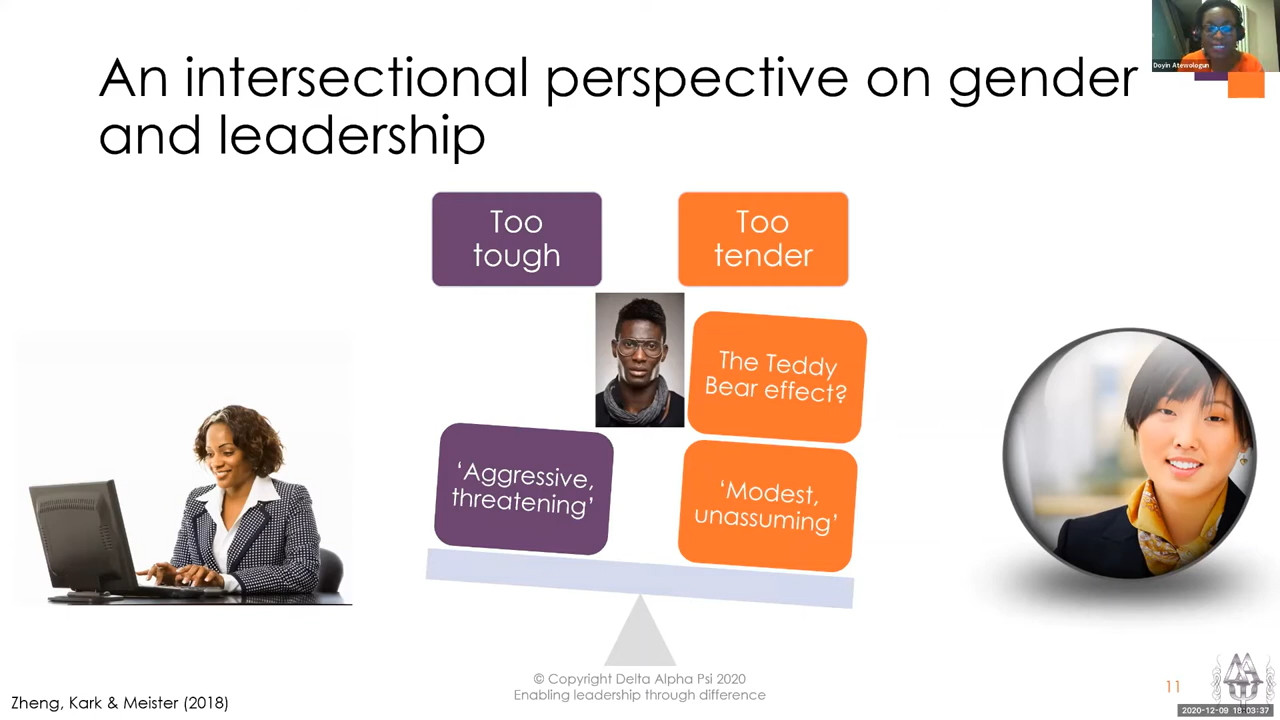 Doyin Atewologun
An intersectional perspective on gender
and leadership
Too
tough
Too
tender
The Teddy
Bear effect?
‘Aggressive,
threatening’
‘Modest,
unassuming’
© Copyright Delta Alpha Psi 2020
Enabling leadership through difference
Zheng, Kark & Meister (2018)
11
2020-12-09 18:03:37